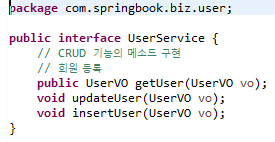 package com.springbook.biz.user;
public interface UserService {
// CRUD 기능의 메소드 구현
// 회원 등록
public UserVO getUser(UserVO vo);
void updateUser(UserVO vo);
void insertUser(UserVO vo);
}